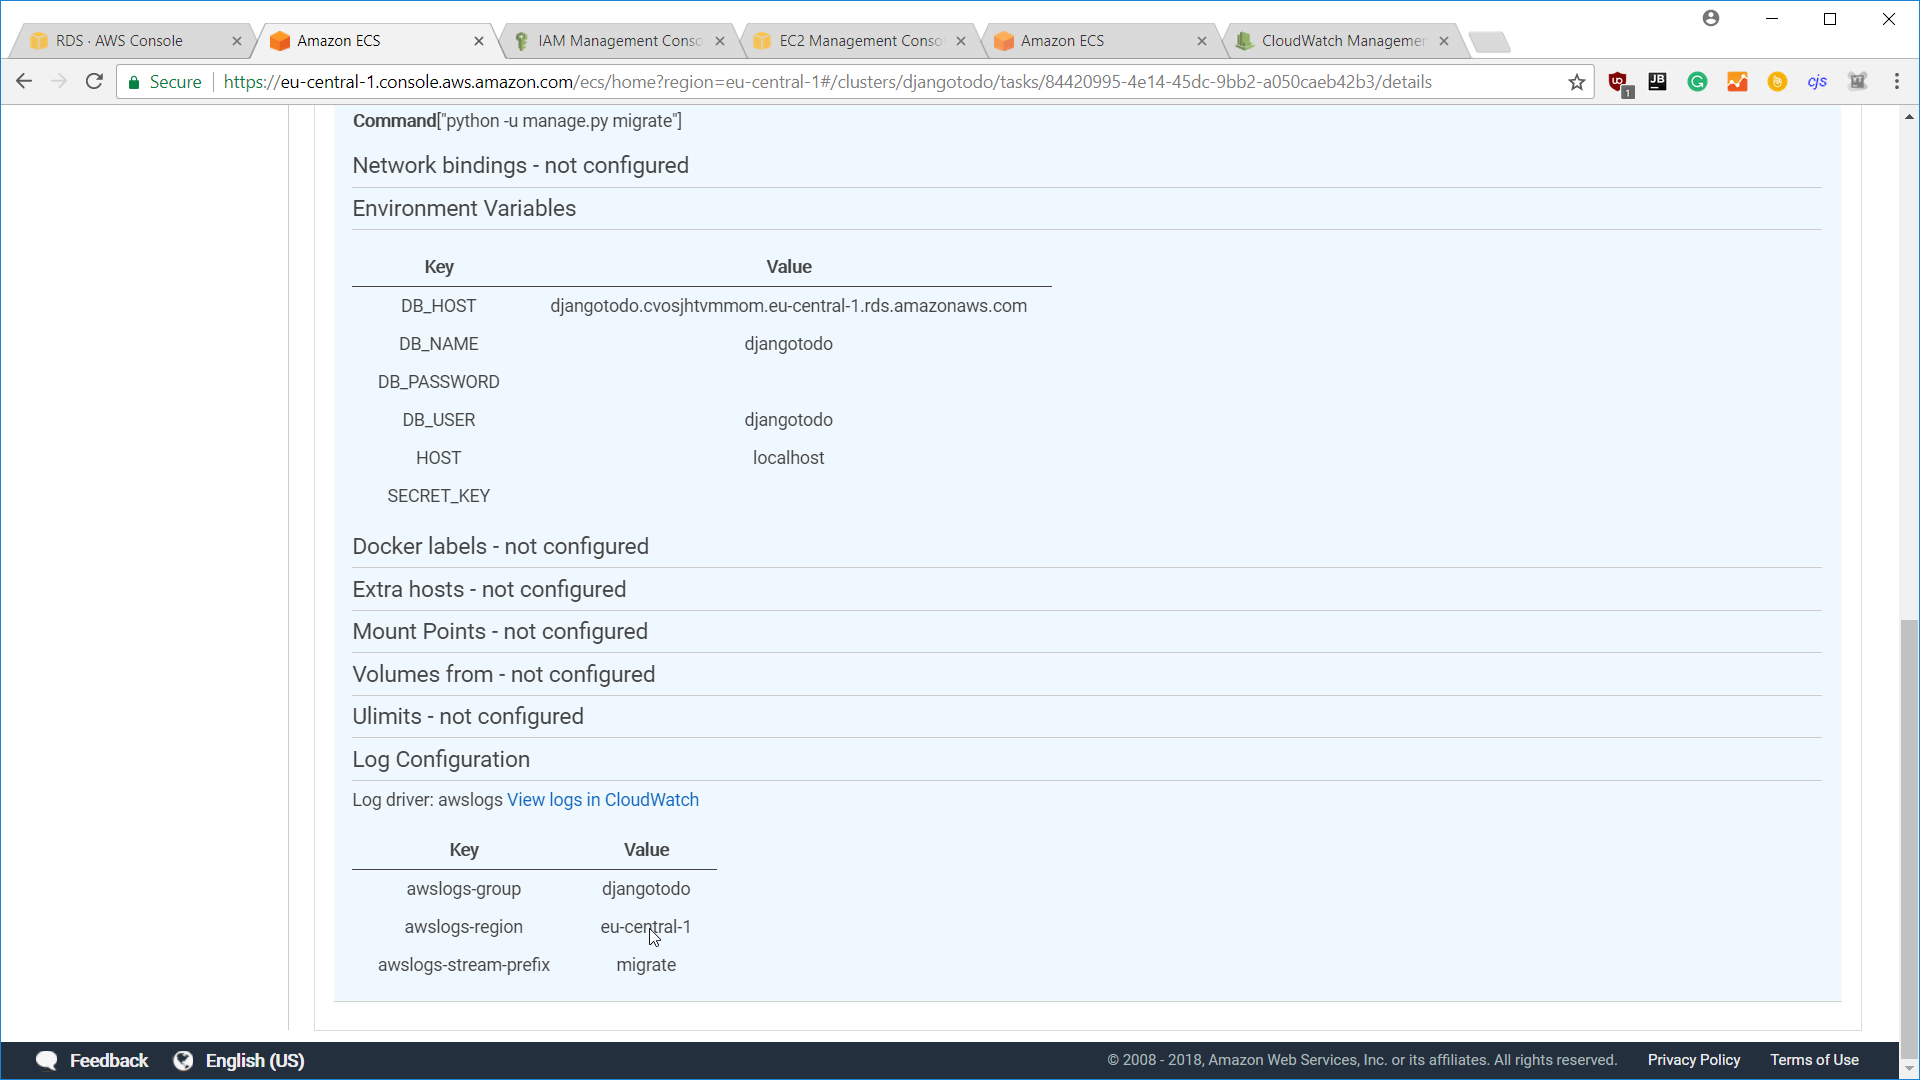 RDS · AWS Console
Amazon ECS
IAM Management Conso
EC2 Management Conso
Amazon ECS
CloudWatch Managemen
Secure
https://eu-central-1.console.aws.amazon.com/ecs/home?region=eu-central-1#/clusters/djangotodo/tasks/84420995-4e14-45dc-9bb2-a050caeb42b3/details
1
JB
cjs
Command["python -u manage.py migrate"]
Network bindings - not configured
Environment Variables
Key Value
DB_HOST djangotodo.cvosjhtvmmom.eu-central-1.rds.amazonaws.com
DB_NAME djangotodo
DB_PASSWORD
DB_USER djangotodo
HOST localhost
SECRET_KEY
Docker labels - not configured
Extra hosts - not configured
Mount Points - not configured
Volumes from - not configured
Ulimits - not configured
Log Configuration
Log driver: awslogs View logs in CloudWatch
Key Value
awslogs-group djangotodo
awslogs-region eu-central-1
awslogs-stream-prefix migrate
Feedback
English (US)
© 2008 - 2018, Amazon Web Services, Inc. or its affiliates. All rights reserved.
Privacy Policy
Terms of Use